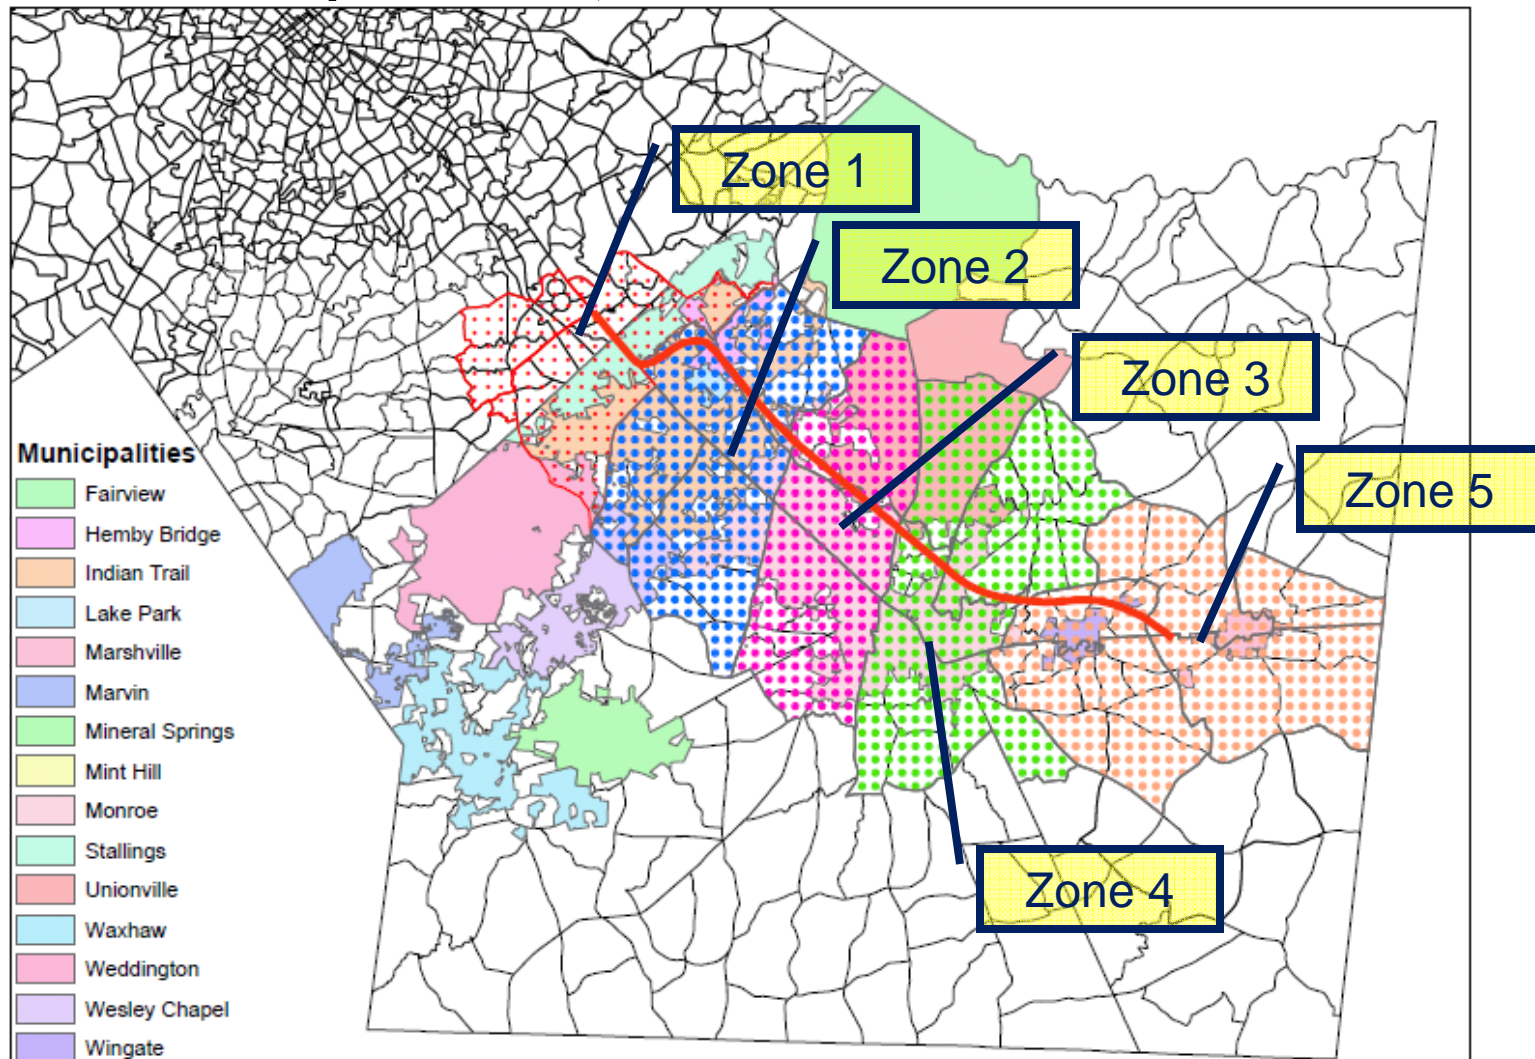 Zone 1
Zone 2
Zone 3
Zone 5
Zone 4
Municipalities
Fairview
Hemby Bridge
Indian Trail
Lake Park
Marshville
Marvin
Mineral Springs
Mint Hill
Monroe
Stallings
Unionville
Waxhaw
Weddington
Wesley Chapel
Wingate